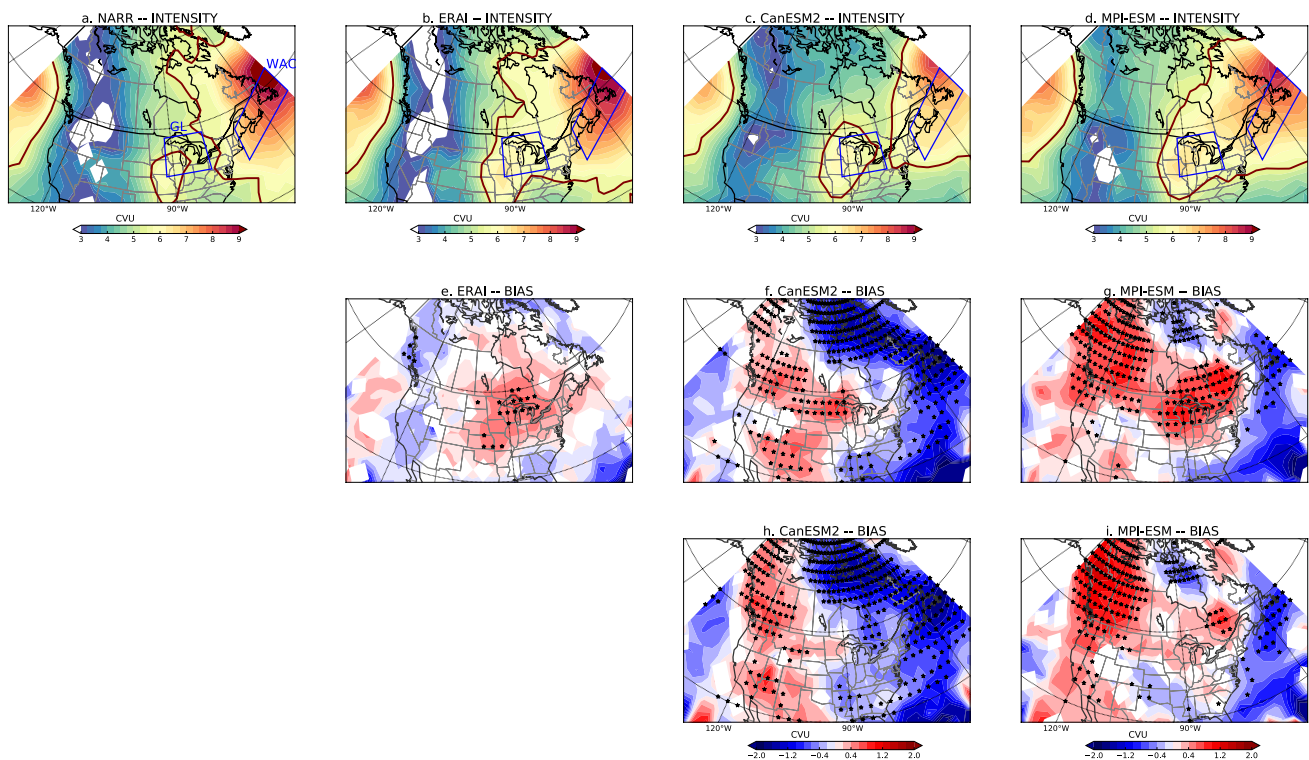 a. NARR -- INTENSITY
b. ERAI − INTENSITY
c. CanESM2 -- INTENSITY
d. MPI-ESM -- INTENSITY
WAC
GL
120°W 90°W
120°W 90°W
120°W 90°W
120°W 90°W
CVU
3 4 5 6 7 8 9
CVU
3 4 5 6 7 8 9
CVU
3 4 5 6 7 8 9
CVU
3 4 5 6 7 8 9
e. ERAI -- BIAS
f. CanESM2 -- BIAS
g. MPI-ESM − BIAS
h. CanESM2 -- BIAS
i. MPI-ESM -- BIAS
120°W 90°W
120°W 90°W
CVU
−2.0 −1.2 −0.4 0.4 1.2 2.0
CVU
−2.0 −1.2 −0.4 0.4 1.2 2.0